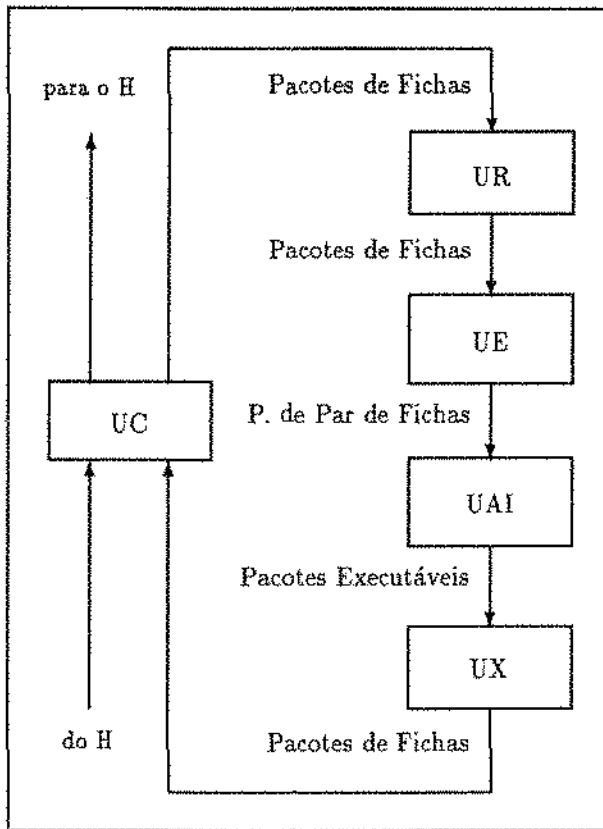 para o H
Pacotes de Fichas
UR
Pacotes de Fichas
UE
UC
P. de Par de Fichas
UAI
Pacotes Executáveis
UX
do H
Pacotes de Fichas